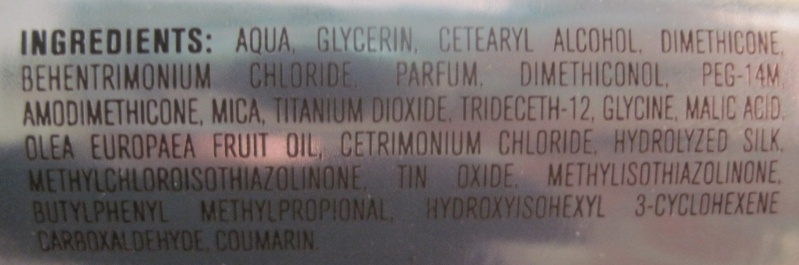 INGREDIENTS: AQUA, GLYCERIN, CETEARYL ALCOHOL, DIMETHICONE,
BEHENTRIMONIUM CHLORIDE, PARFUM, DIMETHICONOL, PEG-14M,
AMODIMETHICONE, MICA, TITANIUM DIOXIDE, TRIDECETH-12, GLYCINE, MALIC ACID,
OLEA EUROPAEA FRUIT OIL, CETRIMONIUM CHLORIDE, HYDROLYZED SILK,
METHYLCHLOROISOTHIAZOLINONE, TIN OXIDE, METHYLISOTHIAZOLINONE,
BUTYLPHENYL METHYLPROPIONAL, HYDROXYISOHEXYL 3-CYCLOHEXENE
CARBOXALDEHYDE, COUMARIN.